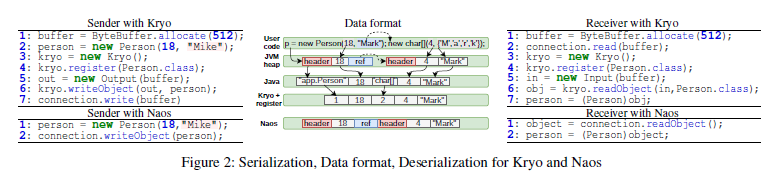 Sender with Kryo
1: buffer = ByteBuffer.allocate(512);
2: person = new Person(18, "Mike");
3: kryo = new Kryo();
4: kryo.register(Person.class);
5: out = new Output(buffer);
6: kryo.writeObject(out, person);
7: connection.write(buffer)
Sender with Naos
1: person = new Person(18,"Mike");
2: connection.writeObject(person);
Data format
User code p = new Person(18, "Mark"); new char[](4, {'M','a','r','k'});
JVM heap header 18 ref header 4 "Mark"
Java "app.Person" 18 "char[]" 4 "Mark"
Kryo + register 1 18 2 4 "Mark"
Naos header 18 ref header 4 "Mark"
Receiver with Kryo
1: buffer = ByteBuffer.allocate(512);
2: connection.read(buffer);
3: kryo = new Kryo();
4: kryo.register(Person.class);
5: in = new Input(buffer);
6: obj = kryo.readObject(in,Person.class);
7: person = (Person)obj;
Receiver with Naos
1: object = connection.readObject();
2: person = (Person)object;
Figure 2: Serialization, Data format, Deserialization for Kryo and Naos